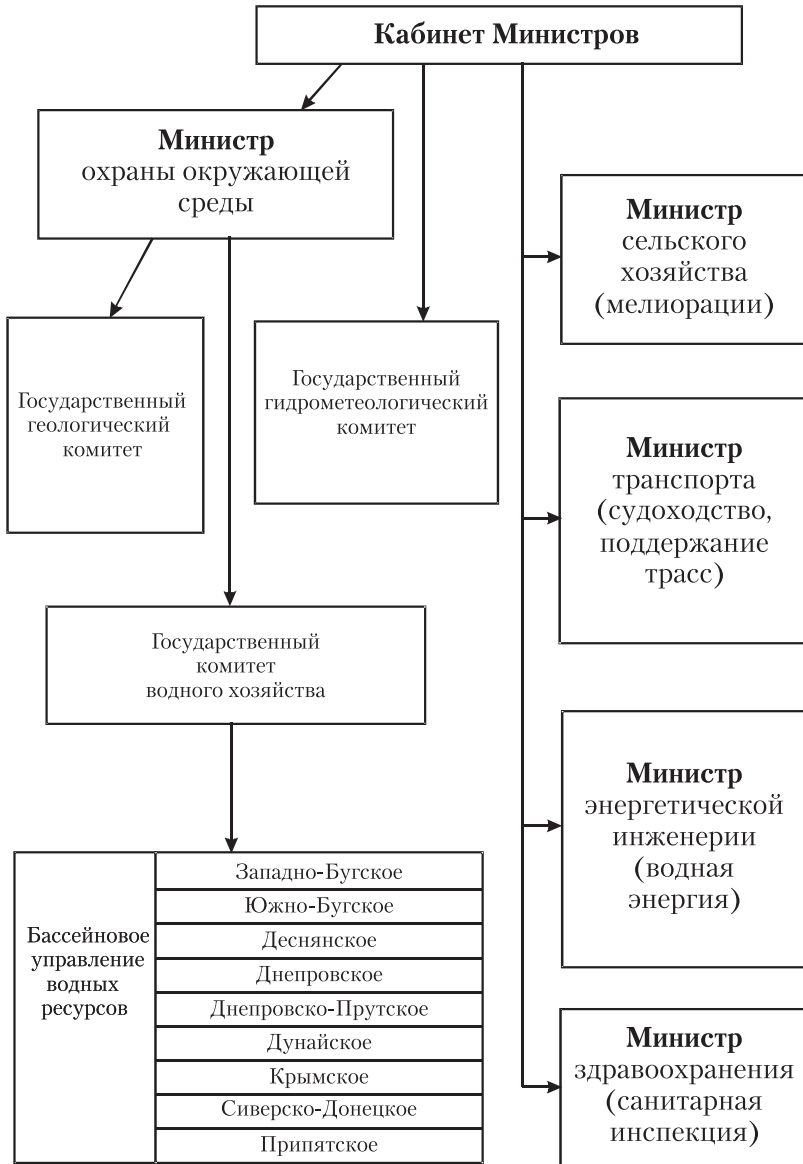 Кабинет Министров
Министр
охраны окружающей
среды
Государственный
геологический
комитет
Государственный
гидрометеологический
комитет
Государственный
комитет
водного хозяйства
Бассейновое
управление
водных
ресурсов
Западно-Бугское
Южно-Бугское
Деснянское
Днепровское
Днепровско-Прутское
Дунайское
Крымское
Сиверско-Донецкое
Припятское
Министр
сельского
хозяйства
(мелиорации)
Министр
транспорта
(судоходство,
поддержание
трасс)
Министр
энергетической
инженерии
(водная
энергия)
Министр
здравоохранения
(санитарная
инспекция)